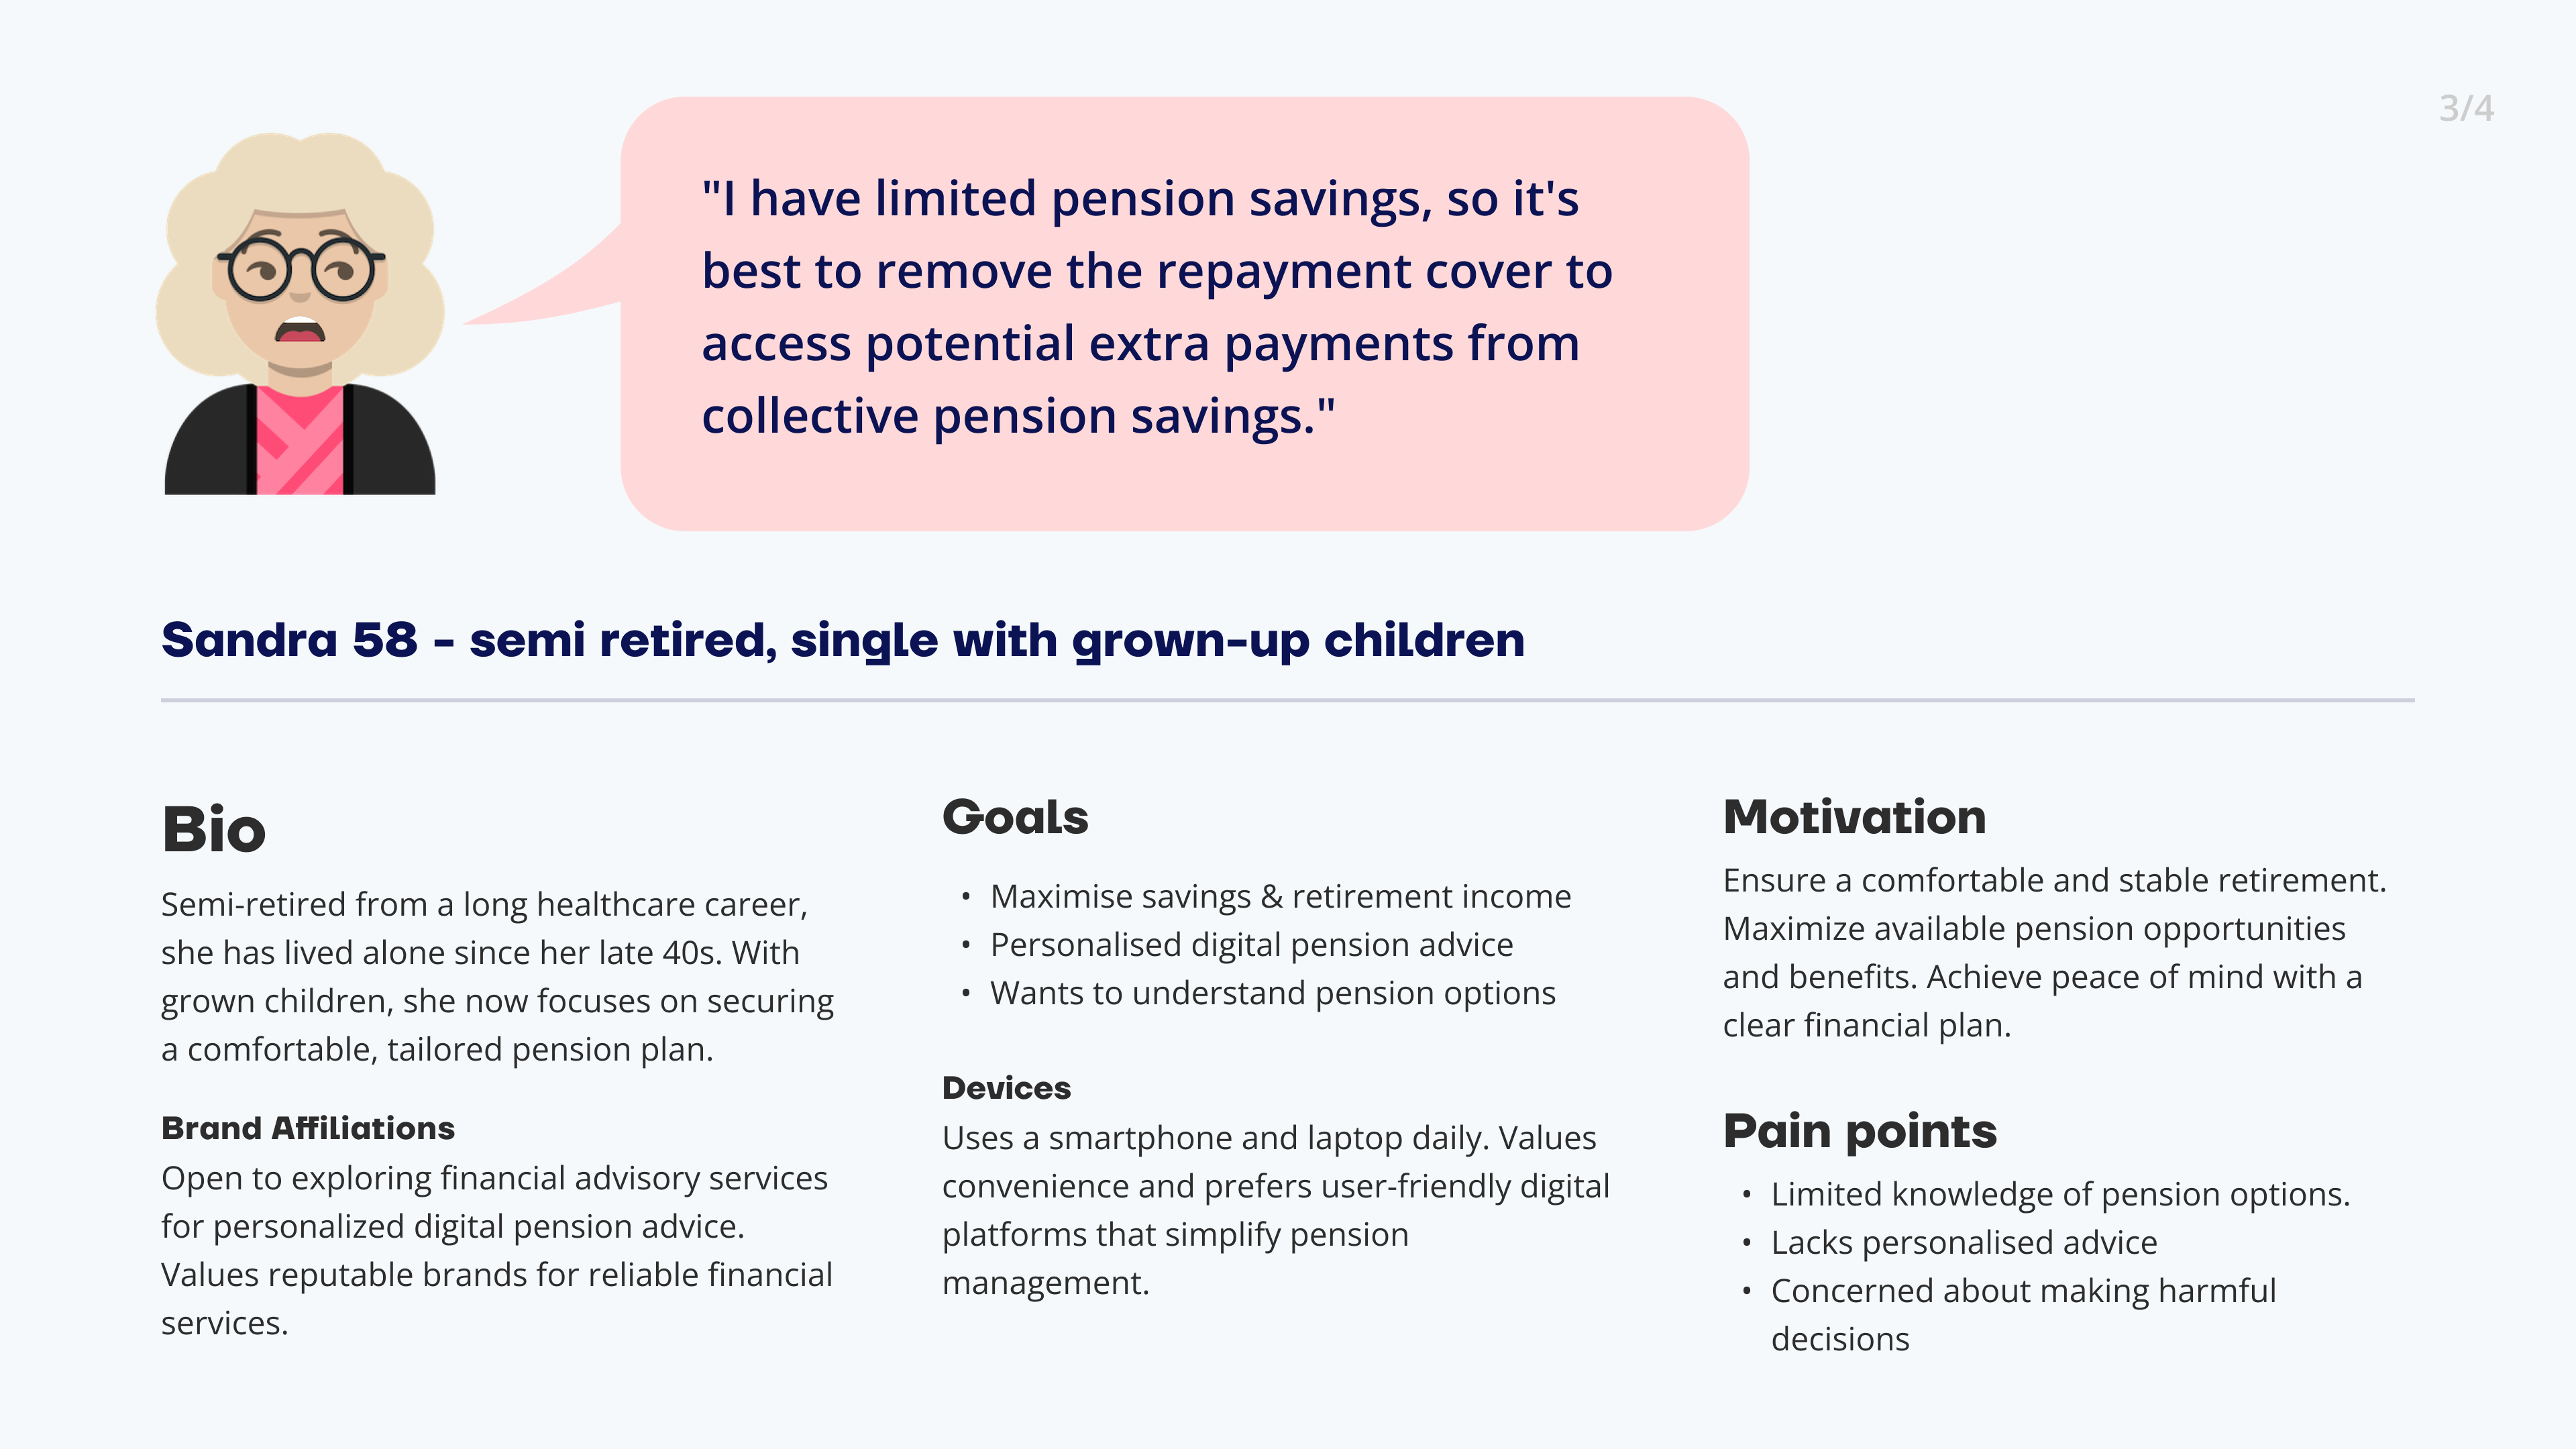 3/4
"I have limited pension savings, so it's
best to remove the repayment cover to
access potential extra payments from
collective pension savings."
Sandra 58 - semi retired, single with grown-up children
Bio
Semi-retired from a long healthcare career,
she has lived alone since her late 40s. With
grown children, she now focuses on securing
a comfortable, tailored pension plan.
Brand Affiliations
Open to exploring financial advisory services
for personalized digital pension advice.
Values reputable brands for reliable financial
services.
Goals
• Maximise savings & retirement income
• Personalised digital pension advice
• Wants to understand pension options
Devices
Uses a smartphone and laptop daily. Values
convenience and prefers user-friendly digital
platforms that simplify pension
management.
Motivation
Ensure a comfortable and stable retirement.
Maximize available pension opportunities
and benefits. Achieve peace of mind with a
clear financial plan.
Pain points
• Limited knowledge of pension options.
• Lacks personalised advice
• Concerned about making harmful
decisions